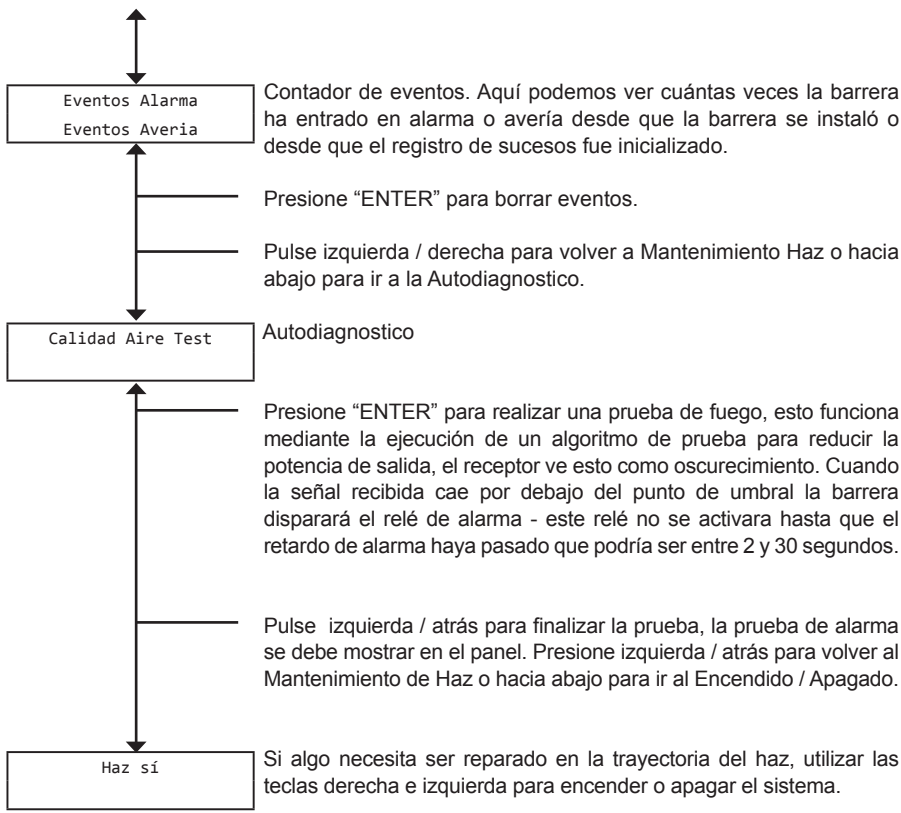 Eventos Alarma
Eventos Averia
Contador de eventos. Aquí podemos ver cuántas veces la barrera
ha entrado en alarma o avería desde que la barrera se instaló o
desde que el registro de sucesos fue inicializado.
Presione “ENTER” para borrar eventos.
Pulse izquierda / derecha para volver a Mantenimiento Haz o hacia
abajo para ir a la Autodiagnostico.
Calidad Aire Test
Autodiagnostico
Presione “ENTER” para realizar una prueba de fuego, esto funciona
mediante la ejecución de un algoritmo de prueba para reducir la
potencia de salida, el receptor ve esto como oscurecimiento. Cuando
la señal recibida cae por debajo del punto de umbral la barrera
disparará el relé de alarma - este relé no se activara hasta que el
retardo de alarma haya pasado que podría ser entre 2 y 30 segundos.
Pulse izquierda / atrás para finalizar la prueba, la prueba de alarma
se debe mostrar en el panel. Presione izquierda / atrás para volver al
Mantenimiento de Haz o hacia abajo para ir al Encendido / Apagado.
Haz sí
Si algo necesita ser reparado en la trayectoria del haz, utilizar las
teclas derecha e izquierda para encender o apagar el sistema.